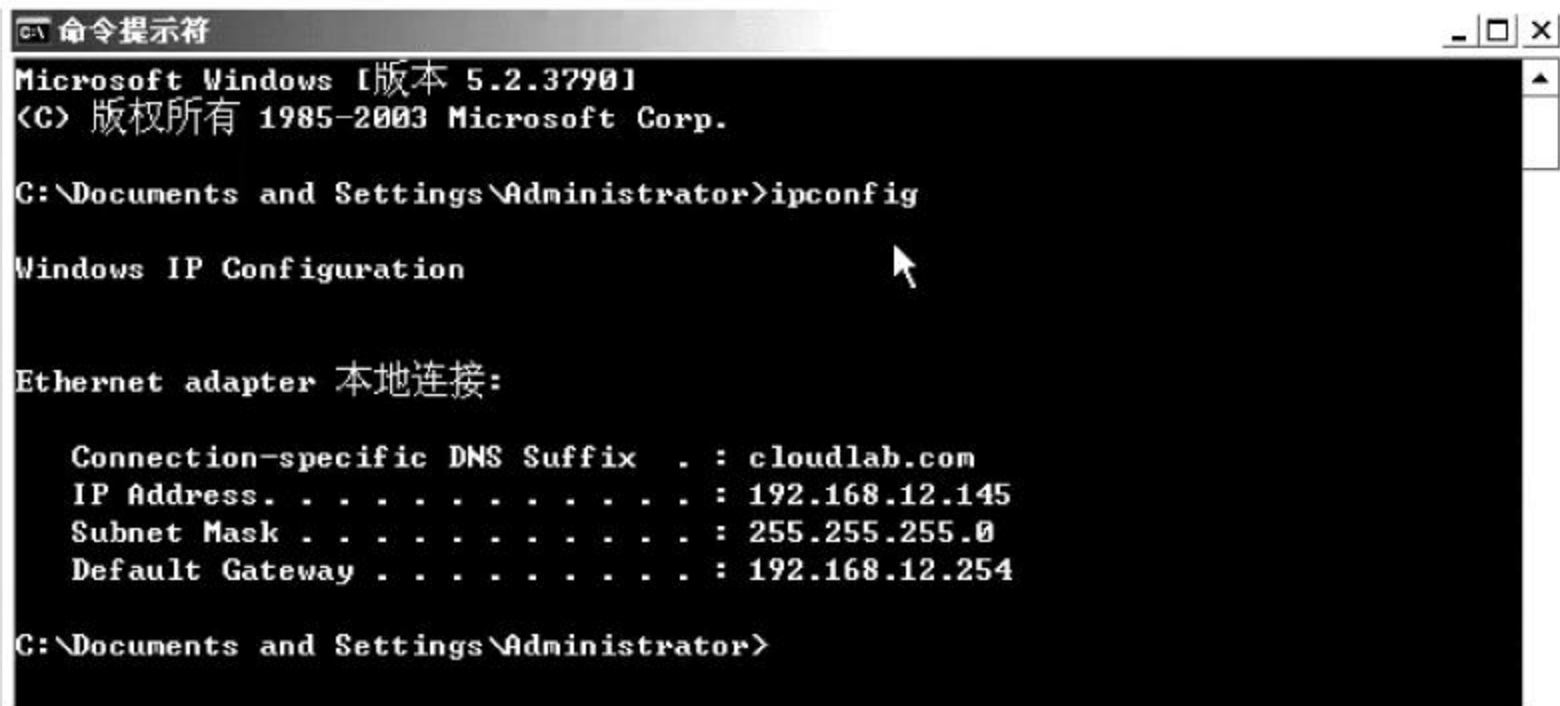 命令提示符
Microsoft Windows [版本 5.2.3790]
(C) 版权所有 1985-2003 Microsoft Corp.
C:\Documents and Settings\Administrator>ipconfig
Windows IP Configuration
Ethernet adapter 本地连接:
Connection-specific DNS Suffix  . : cloudlab.com
IP Address. . . . . . . . . . . . : 192.168.12.145
Subnet Mask . . . . . . . . . . . : 255.255.255.0
Default Gateway . . . . . . . . . : 192.168.12.254
C:\Documents and Settings\Administrator>